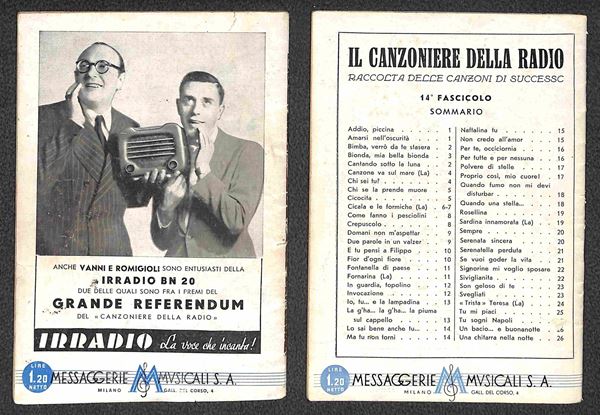 ANCHE VANNI E ROMIGIOLI SONO ENTUSIASTI DELLA
IRRADIO BN 20
DUE DELLE QUALI SONO FRA I PREMI DEL
GRANDE REFERENDUM
DEL «CANZONIERE DELLA RADIO»
IRRADIO La voce che incanta!
LIRE
1.20
NETTO
MESSAGGERIE MUSICALI S. A.
MILANO GALL. DEL CORSO, 4
IL CANZONIERE DELLA RADIO
RACCOLTA DELLE CANZONI DI SUCCESSO
14° FASCICOLO
SOMMARIO
Addio, piccina . . . . 1
Amarsi nell'oscurità . . . 1
Bimba, verrò da te stasera . 2
Bionda, mia bella bionda . 3
Cantando sotto la luna . . 2
Canzone va sul mare (La) . 4
Chi sei tu? . . . . 4
Chi se la prende muore . 5
Cicocita . . . . 5
Cicala e le formiche (La) . 6-7
Come fanno i pesciolini . . 8
Crepuscolo . . . . 8
Domani non m'aspettar . . 9
Due parole in un valzer . . 9
E tu pensi a Filippo . . 10
Fior d'ogni fiore . . . 10
Fontanella di paese . . 11
Fornarina (La) . . . 11
In guardia, topolino . . 12
Invocazione . . . . 12
Io, tu... e la lampadina . . 13
La g'ha... la g'ha... la piuma
sul cappello . . . 13
Lo sai bene anche tu... . . 14
Ma tu non torni . . . 14
Naftalina fu . . . . 15
Non credo all'amor . . . 15
Per te, occiciornia . . . 16
Per tutte e per nessuna . . 16
Polvere di stelle . . . 17
Proprio così, mio cuore! . 17
Quando fumo non mi devi
disturbar . . . . 18
Quando una stella... . . 18
Rosellina . . . . 19
Sardina innamorata (La) . . 19
Sempre . . . . 20
Serenata sincera . . . 20
Serenatella perduta . . 21
Se vuoi goder la vita . . 21
Signorine mi voglio sposare . 22
Siviglianita . . . . 22
Son geloso di te . . . 23
Svegliati . . . . 23
«Trista» Teresa (La) . . 24
Tu mi piaci . . . . 25
Tu sogni Napoli . . . 25
Un bacio... e buonanotte . . 26
Una chitarra nella notte . . 26
LIRE
1.20
NETTO
MESSAGGERIE MUSICALI S. A.
MILANO GALL. DEL CORSO, 4